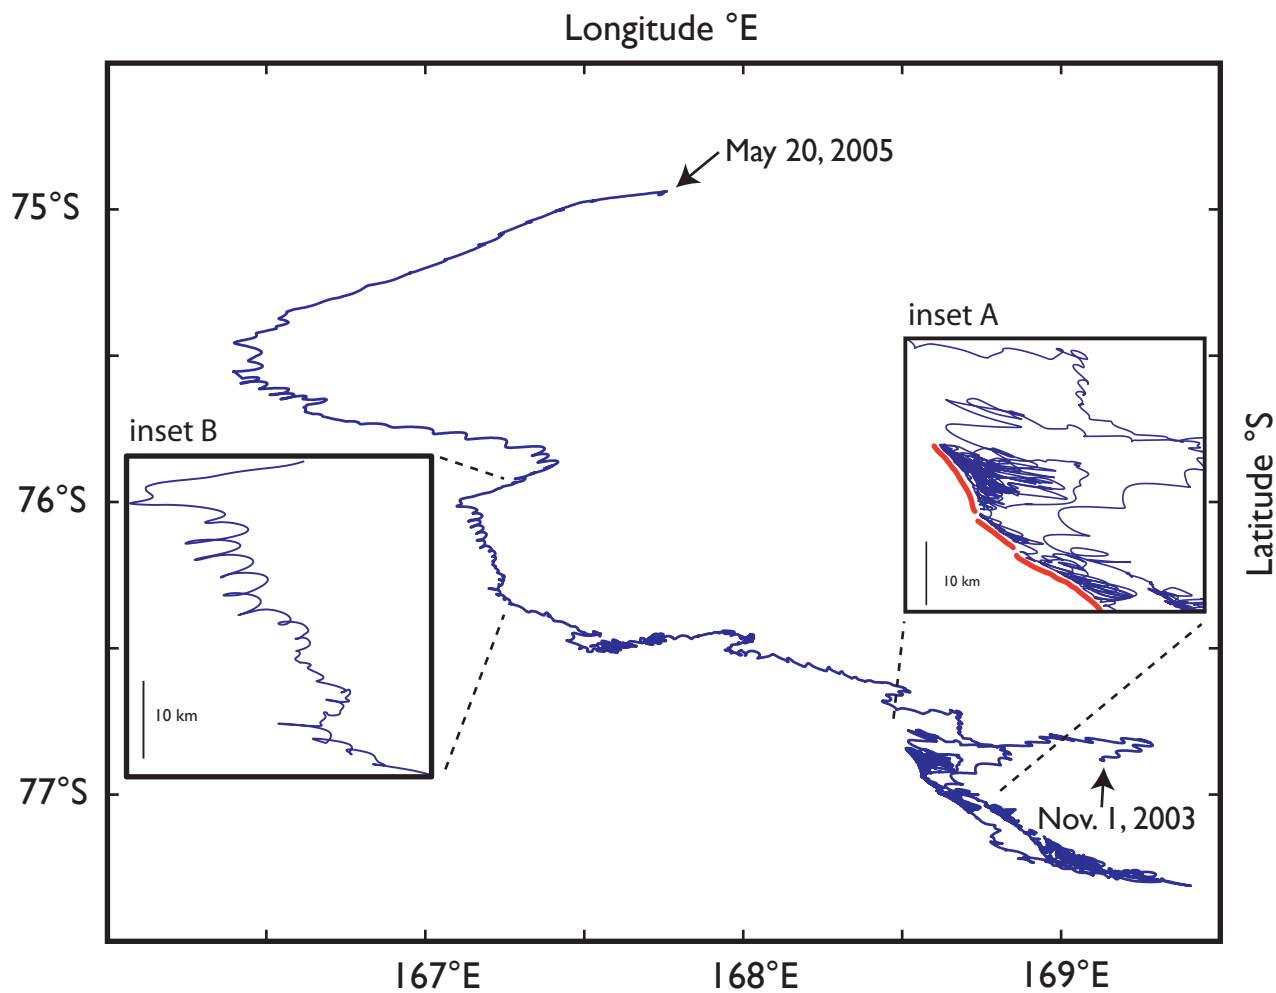 Longitude °E
May 20, 2005
75°S
inset A
inset B
Latitude °S
76°S
10 km
10 km
77°S
Nov. 1, 2003
167°E
168°E
169°E